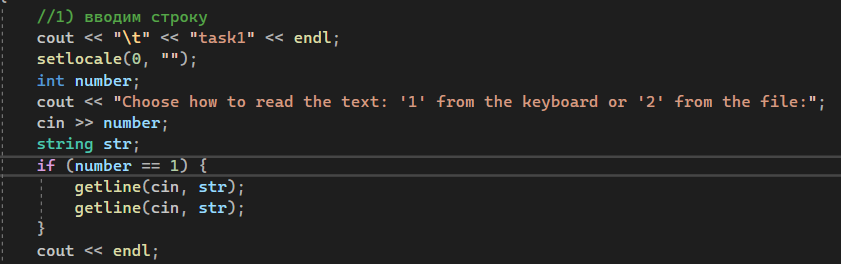 //1) вводим строку
cout << "\t" << "task1" << endl;
setlocale(0, "");
int number;
cout << "Choose how to read the text: '1' from the keyboard or '2' from the file:";
cin >> number;
string str;
if (number == 1) {
getline(cin, str);
getline(cin, str);
}
cout << endl;